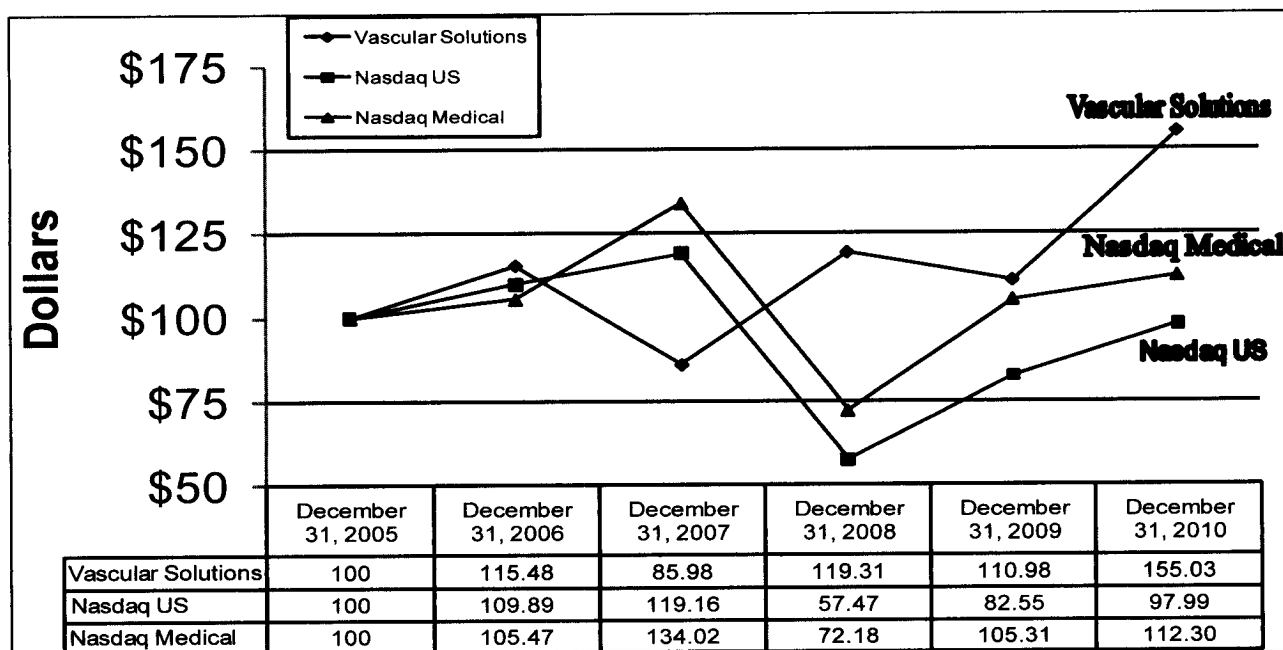 Vascular Solutions
Nasdaq US
Nasdaq Medical
$175
$150
$125
$100
$75
$50
Dollars
Vascular Solutions
Nasdaq Medical
Nasdaq US
December 31, 2005 December 31, 2006 December 31, 2007 December 31, 2008 December 31, 2009 December 31, 2010
Vascular Solutions 100 115.48 85.98 119.31 110.98 155.03
Nasdaq US 100 109.89 119.16 57.47 82.55 97.99
Nasdaq Medical 100 105.47 134.02 72.18 105.31 112.30